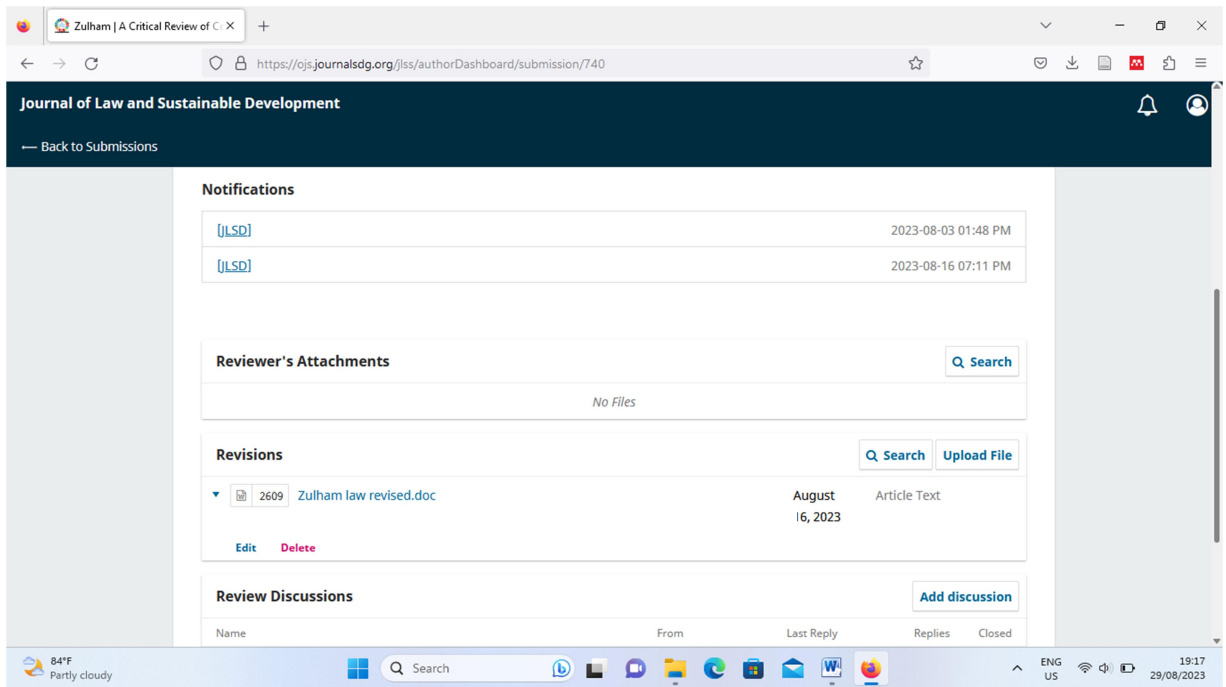 Zulham | A Critical Review of Co
https://ojs.journalsdg.org/jlss/authorDashboard/submission/740
Journal of Law and Sustainable Development
⟵ Back to Submissions
Notifications
[JLSD] 2023-08-03 01:48 PM
[JLSD] 2023-08-16 07:11 PM
Reviewer's Attachments Search
No Files
Revisions Search Upload File
2609 Zulham law revised.doc August Article Text
16, 2023
Edit Delete
Review Discussions Add discussion
Name From Last Reply Replies Closed
84°F
Partly cloudy
Search
ENG
US
19:17
29/08/2023